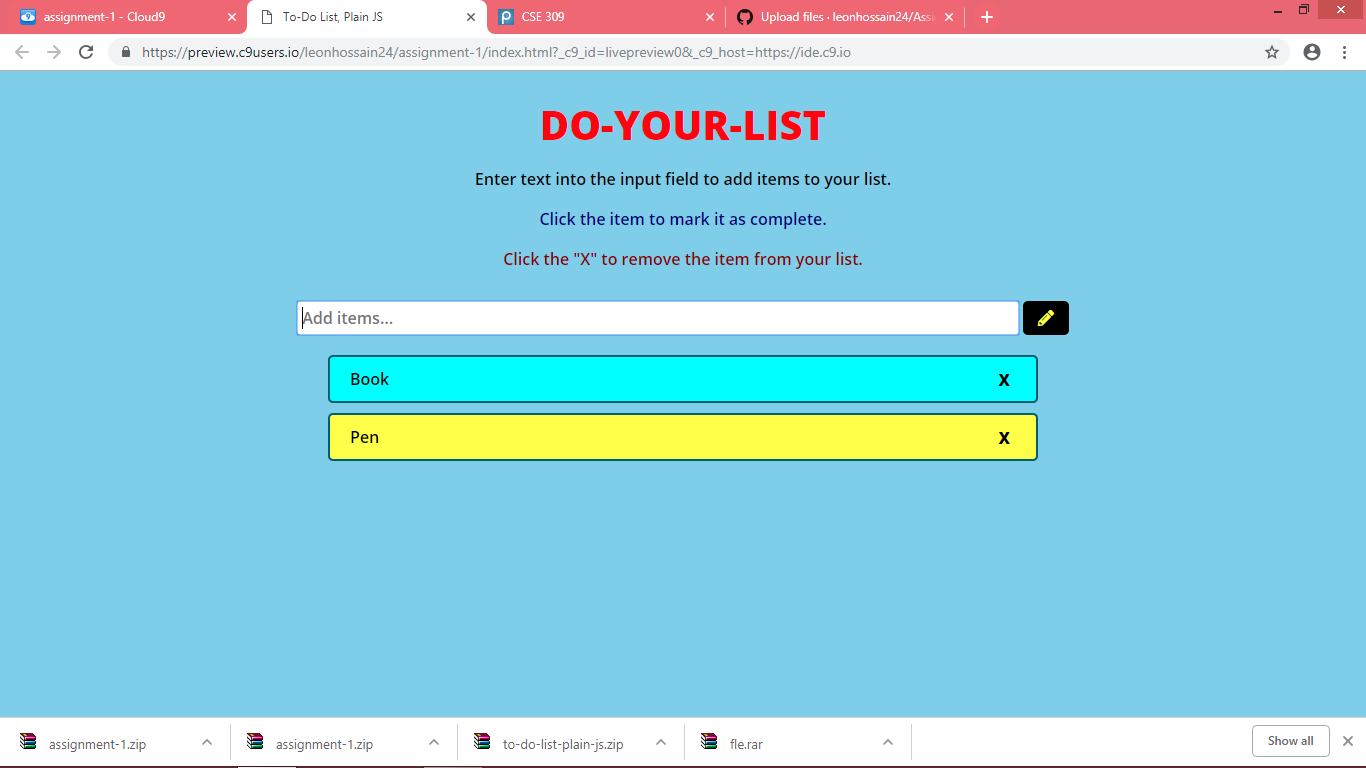 assignment-1 - Cloud9
To-Do List, Plain JS
CSE 309
Upload files · leonhossain24/Assi
https://preview.c9users.io/leonhossain24/assignment-1/index.html?_c9_id=livepreview0&_c9_host=https://ide.c9.io
DO-YOUR-LIST
Enter text into the input field to add items to your list.
Click the item to mark it as complete.
Click the "X" to remove the item from your list.
Add items...
Book X
Pen X
assignment-1.zip
assignment-1.zip
to-do-list-plain-js.zip
fle.rar
Show all